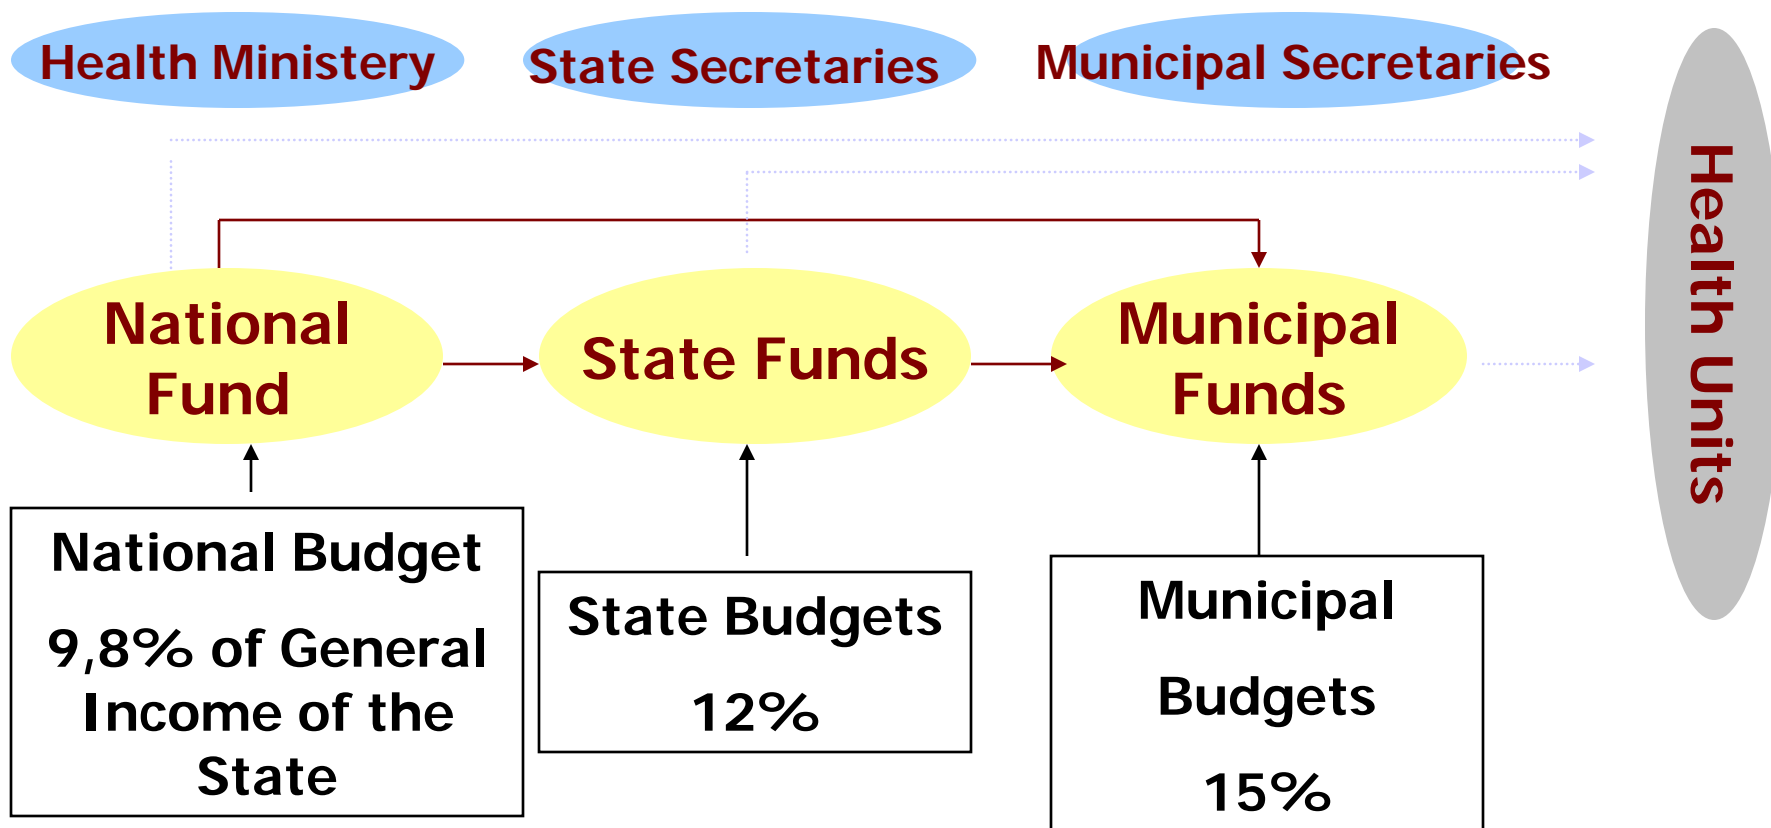 Health Ministery
State Secretaries
Municipal Secretaries
Health Units
National
Fund
State Funds
Municipal
Funds
National Budget
9,8% of General
Income of the
State
State Budgets
12%
Municipal
Budgets
15%